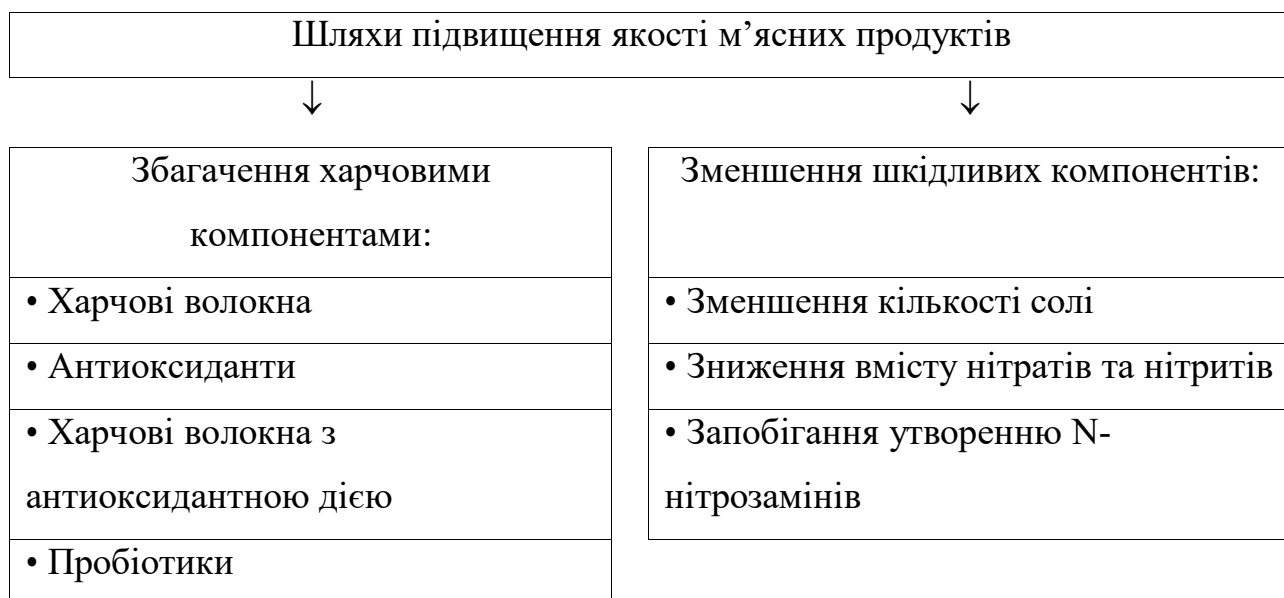 Шляхи підвищення якості м’ясних продуктів
↓ ↓
Збагачення харчовими
компонентами:
• Харчові волокна
• Антиоксиданти
• Харчові волокна з
антиоксидантною дією
• Пробіотики
Зменшення шкідливих компонентів:
• Зменшення кількості солі
• Зниження вмісту нітратів та нітритів
• Запобігання утворенню N-
нітрозамінів